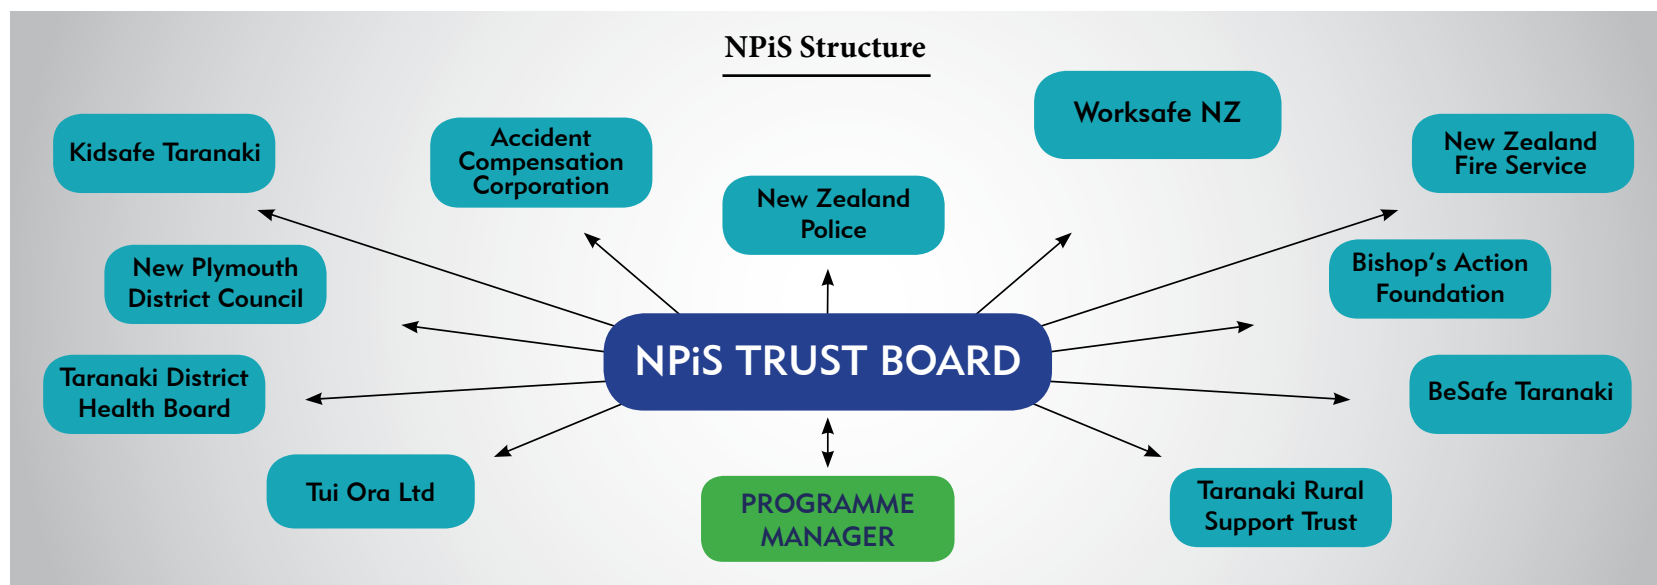 NPiS Structure
Worksafe NZ
Kidsafe Taranaki
Accident
Compensation
Corporation
New Zealand
Fire Service
New Zealand
Police
New Plymouth
District Council
Bishop's Action
Foundation
NPiS TRUST BOARD
Taranaki District
Health Board
BeSafe Taranaki
Tui Ora Ltd
PROGRAMME
MANAGER
Taranaki Rural
Support Trust